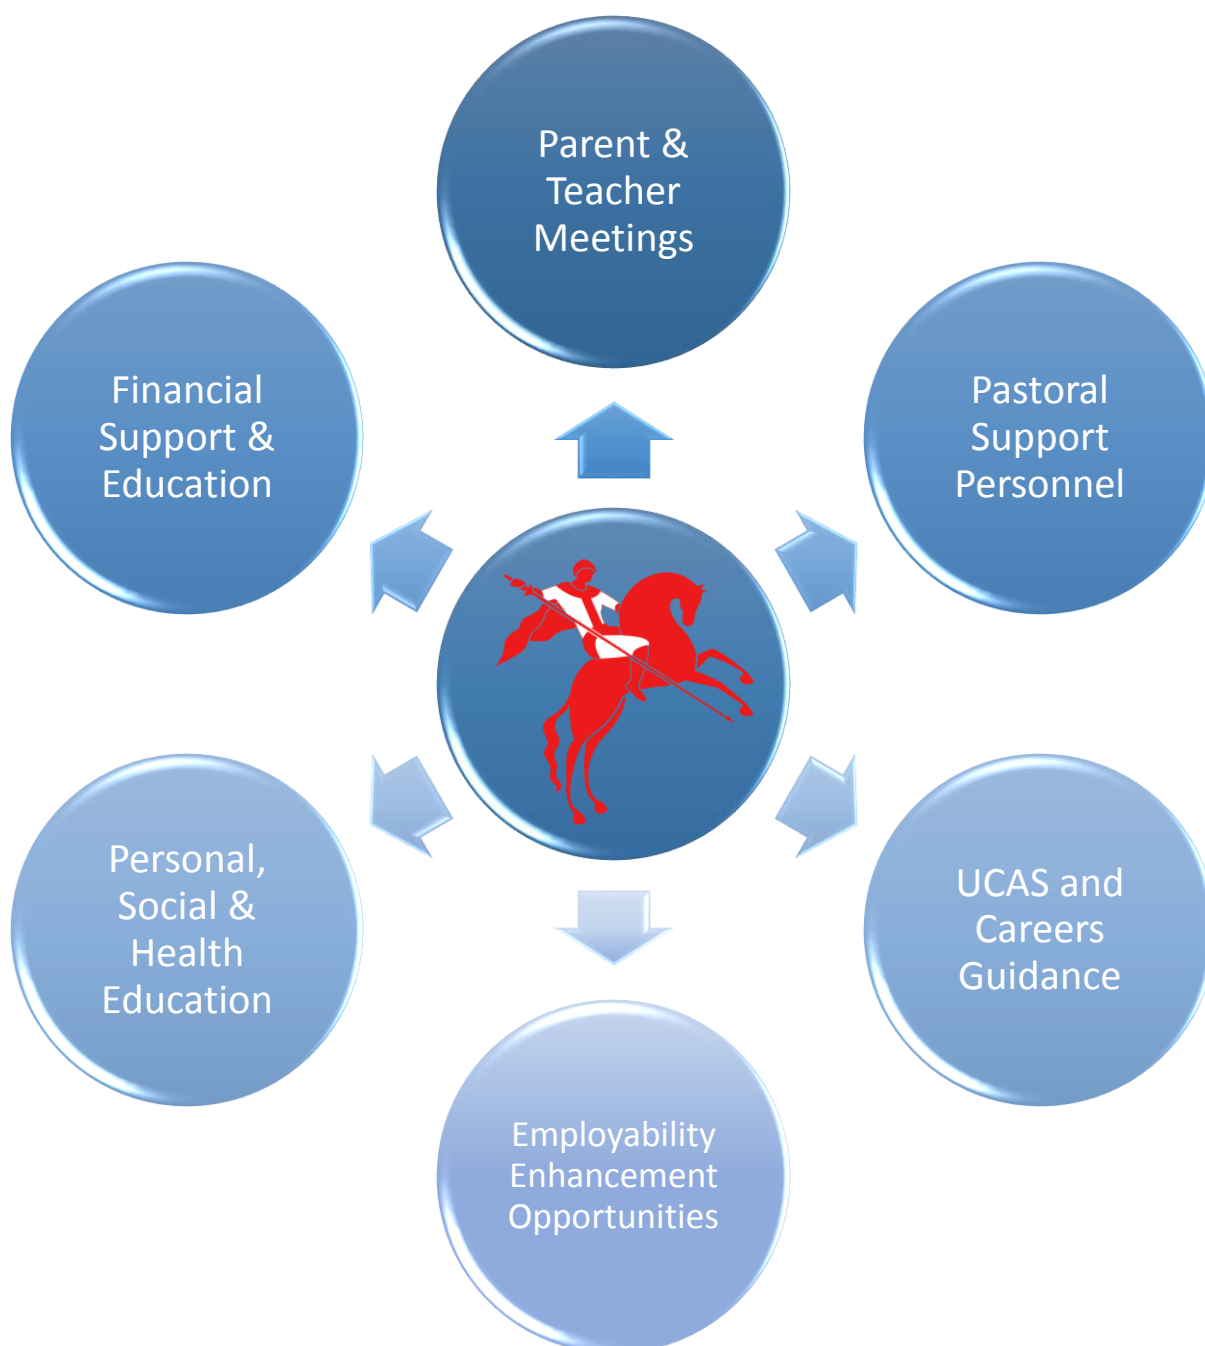 Parent &
Teacher
Meetings
Pastoral
Support
Personnel
UCAS and
Careers
Guidance
Employability
Enhancement
Opportunities
Personal,
Social &
Health
Education
Financial
Support &
Education